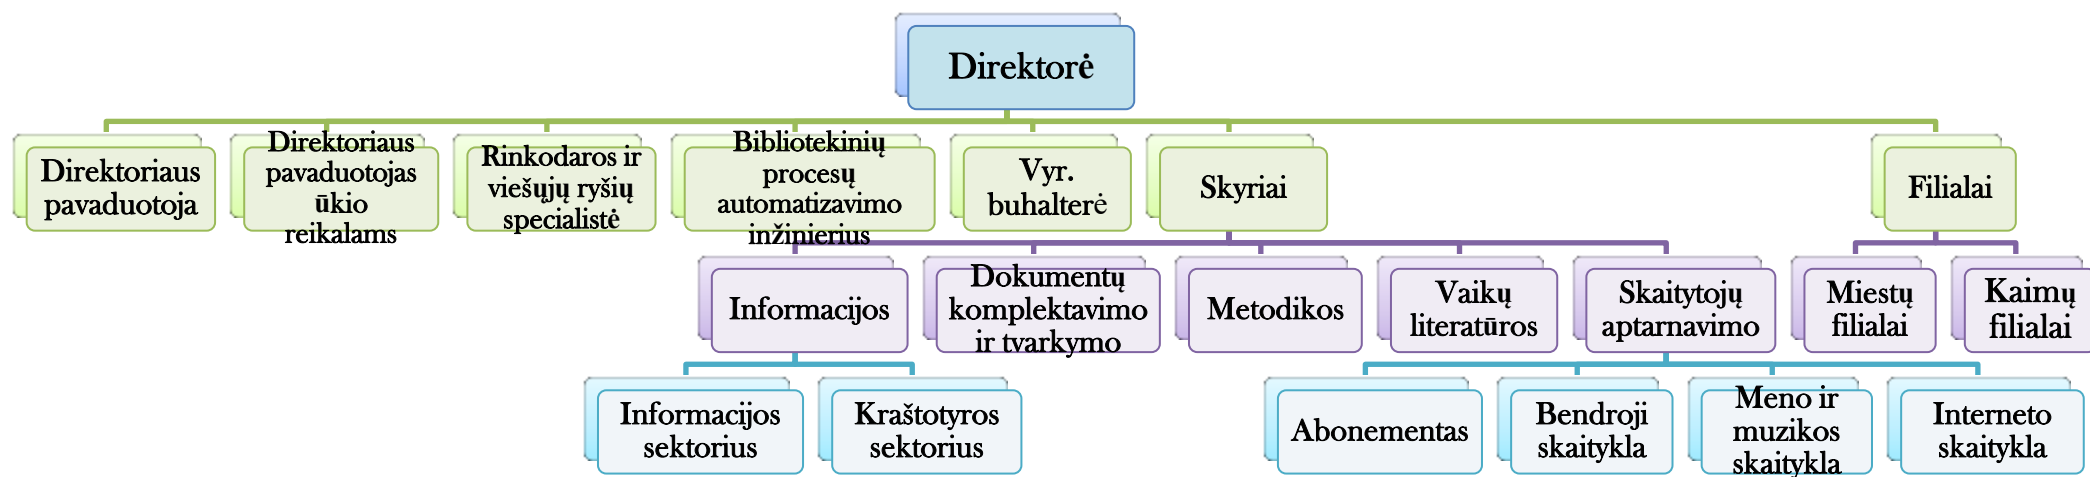 Direktorė
Direktoriaus
pavaduotoja
Direktoriaus
pavaduotojas
ūkio
reikalams
Rinkodaros ir
viešųjų ryšių
specialistė
Bibliotekinių
procesų
automatizavimo
inžinierius
Vyr.
buhalterė
Skyriai
Filialai
Informacijos
Dokumentų
komplektavimo
ir tvarkymo
Metodikos
Vaikų
literatūros
Skaitytojų
aptarnavimo
Miestų
filialai
Kaimų
filialai
Informacijos
sektorius
Kraštotyros
sektorius
Abonementas
Bendroji
skaitykla
Meno ir
muzikos
skaitykla
Interneto
skaitykla